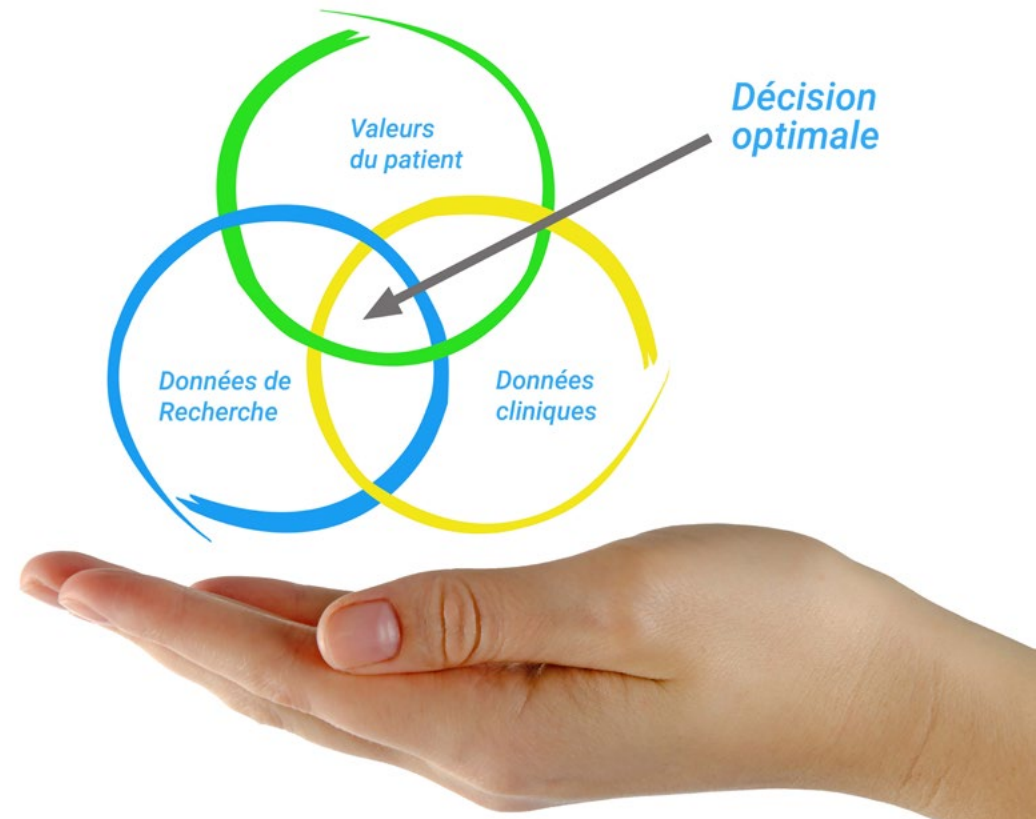 Décision
optimale
Valeurs
du patient
Données de
Recherche
Données
cliniques